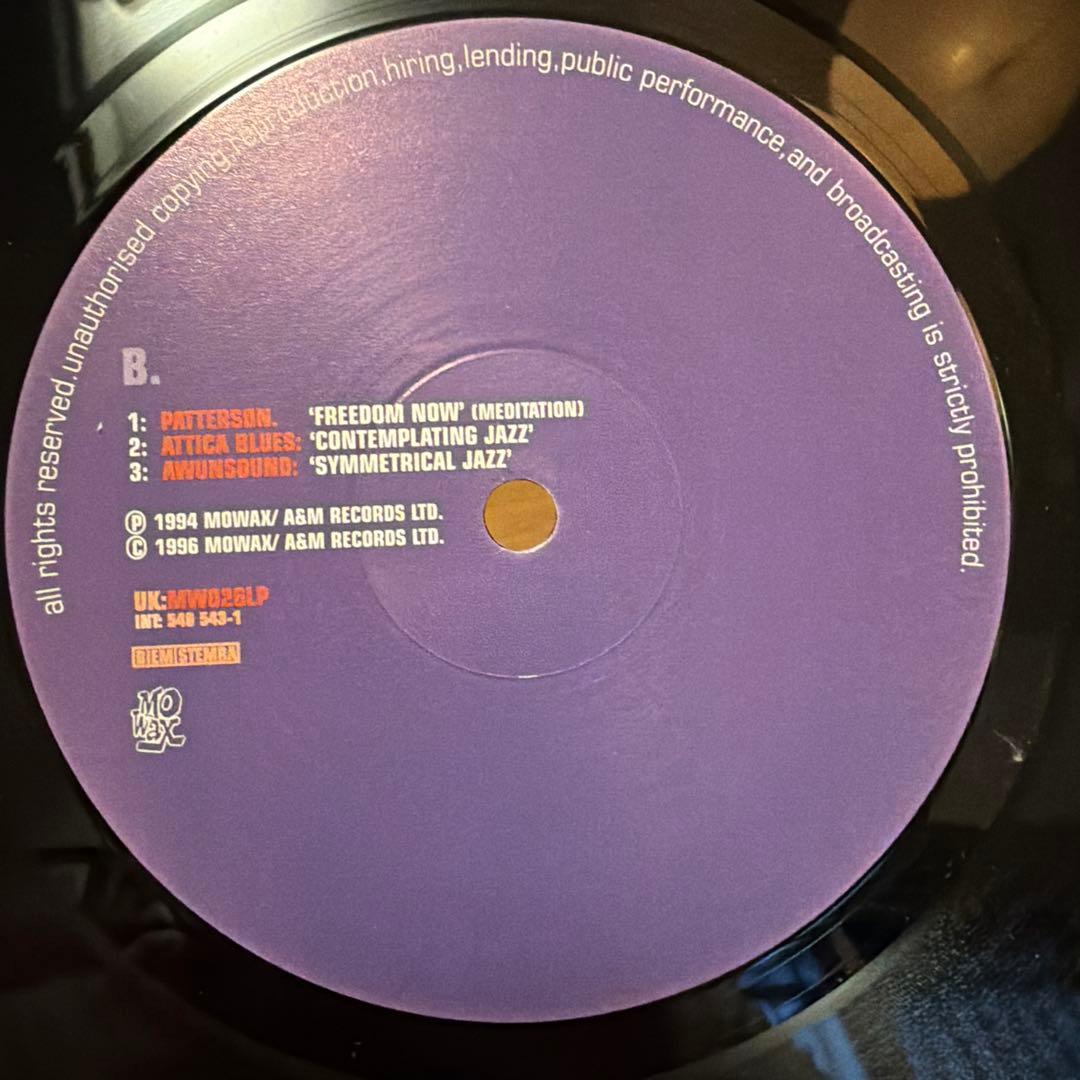 all rights reserved.unauthorised copying,reproduction,hiring,lending,public performance,and broadcasting is strictly prohibited.
B.
1: PATTERSON. 'FREEDOM NOW' (MEDITATION)
2: ATTICA BLUES: 'CONTEMPLATING JAZZ'
3: AWUNSOUND: 'SYMMETRICAL JAZZ'
Ⓟ 1994 MOWAX/ A&M RECORDS LTD.
© 1996 MOWAX/ A&M RECORDS LTD.
UK:MW026LP
INT: 540 543-1
BIEM STEMRA
MO
Wax